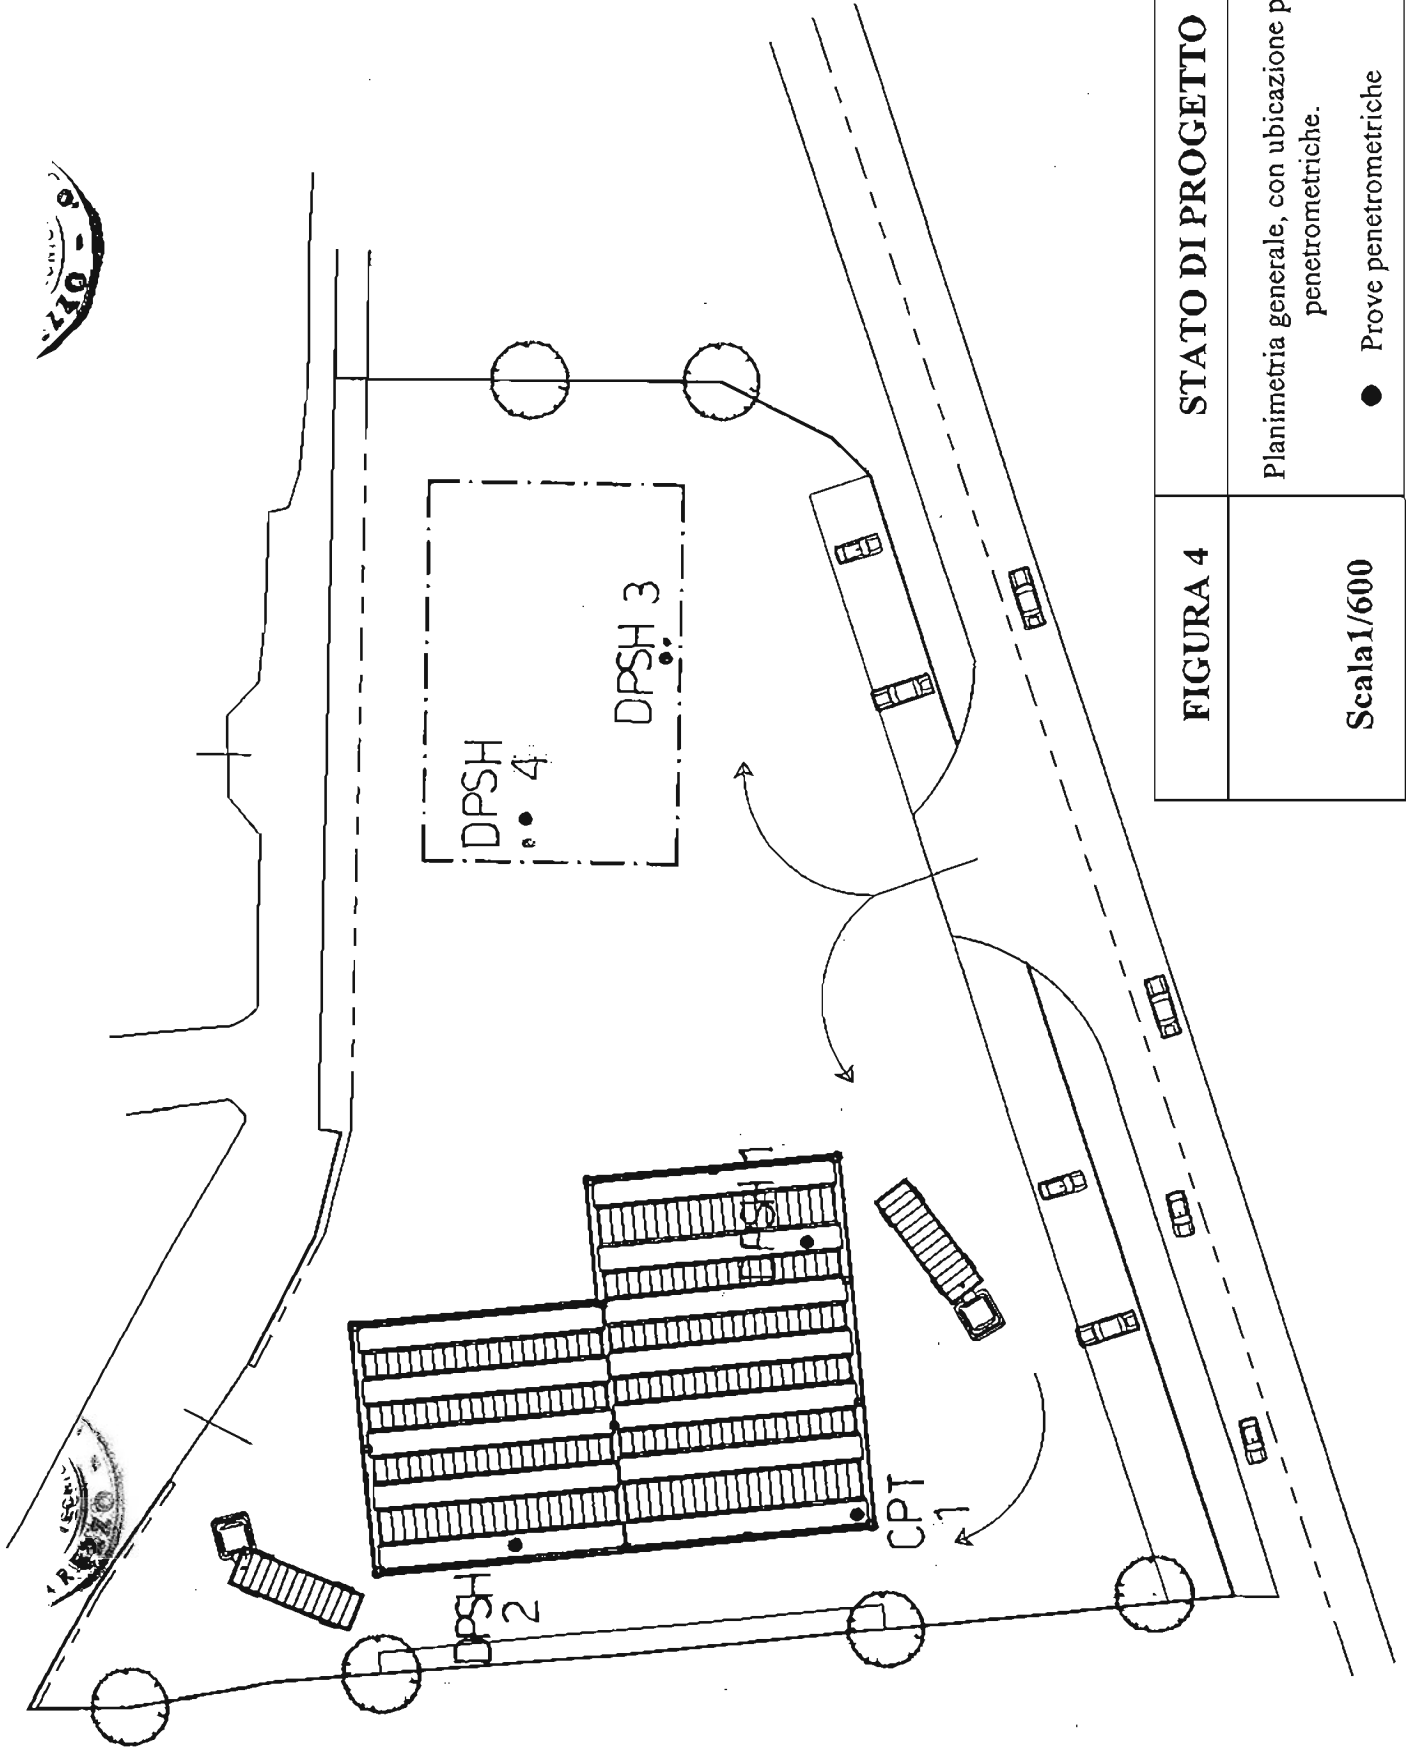 FIGURA 4
STATO DI PROGETTO
Scala1/600
Planimetria generale, con ubicazione
penetrometriche.
● Prove penetrometriche
DPSH
4
DPSH 3
1
CPT
1
DPSH
2